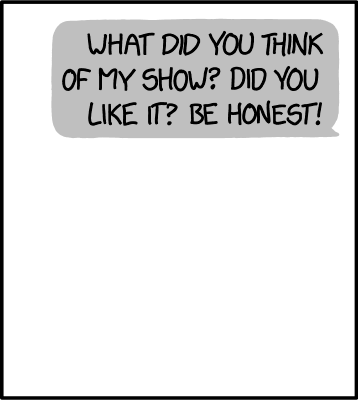 WHAT DID YOU THINK
OF MY SHOW? DID YOU
LIKE IT? BE HONEST!